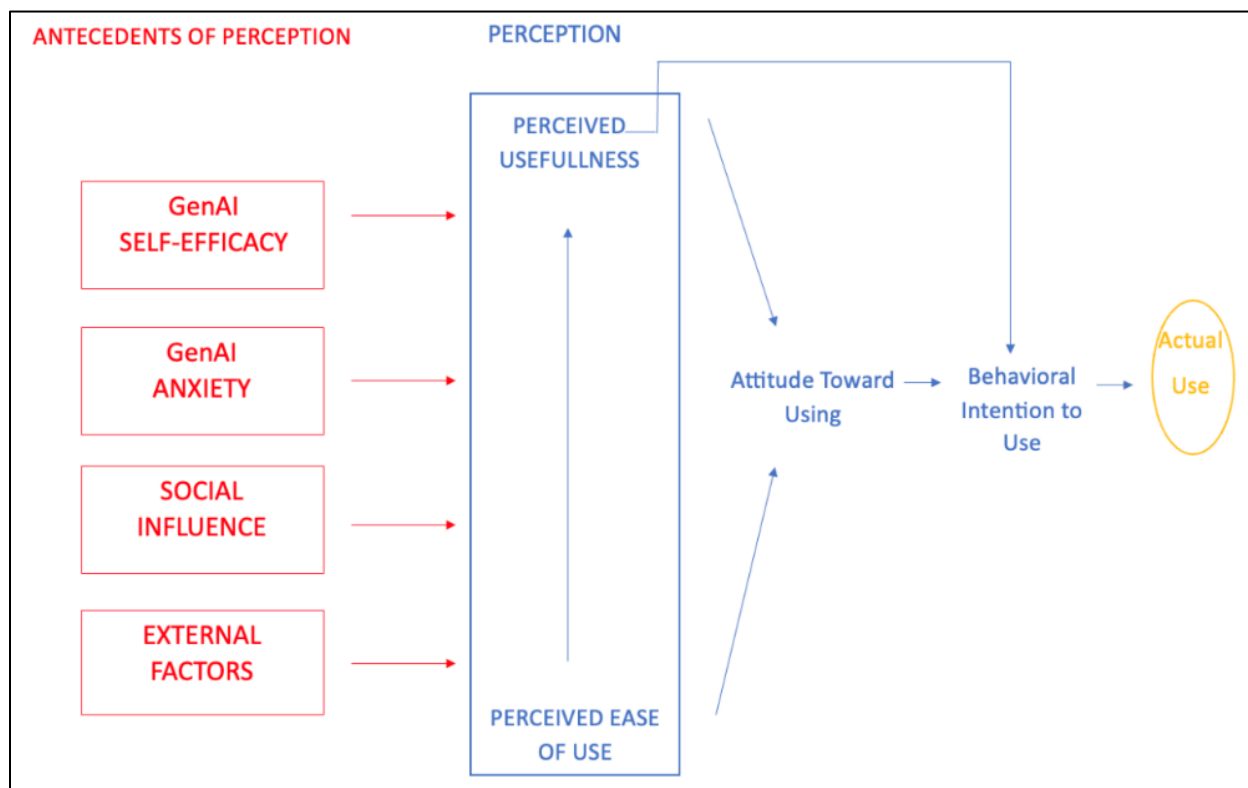 ANTECEDENTS OF PERCEPTION
PERCEPTION
PERCEIVED
USEFULLNESS
GenAI
SELF-EFFICACY
GenAI
ANXIETY
SOCIAL
INFLUENCE
EXTERNAL
FACTORS
PERCEIVED EASE
OF USE
Attitude Toward
Using
Behavioral
Intention to
Use
Actual
Use